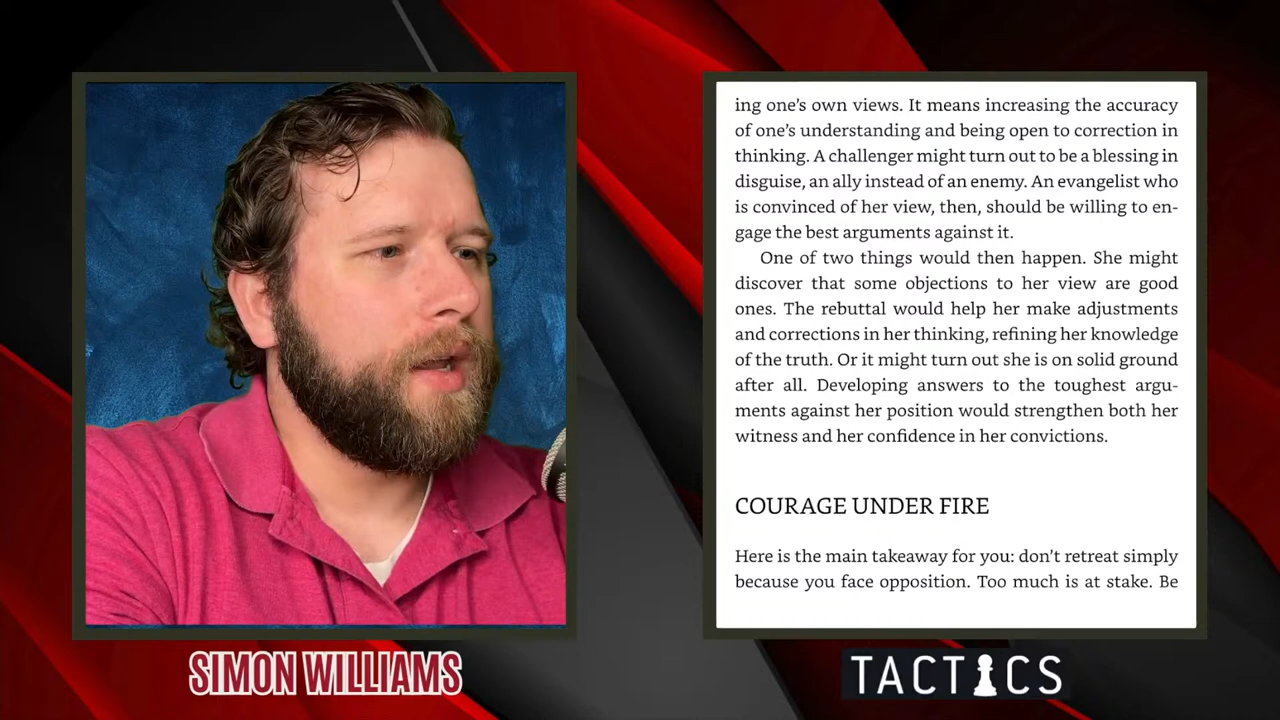 ing one's own views. It means increasing the accuracy
of one's understanding and being open to correction in
thinking. A challenger might turn out to be a blessing in
disguise, an ally instead of an enemy. An evangelist who
is convinced of her view, then, should be willing to en-
gage the best arguments against it.
One of two things would then happen. She might
discover that some objections to her view are good
ones. The rebuttal would help her make adjustments
and corrections in her thinking, refining her knowledge
of the truth. Or it might turn out she is on solid ground
after all. Developing answers to the toughest argu-
ments against her position would strengthen both her
witness and her confidence in her convictions.
COURAGE UNDER FIRE
Here is the main takeaway for you: don't retreat simply
because you face opposition. Too much is at stake. Be
SIMON WILLIAMS
TACTICS